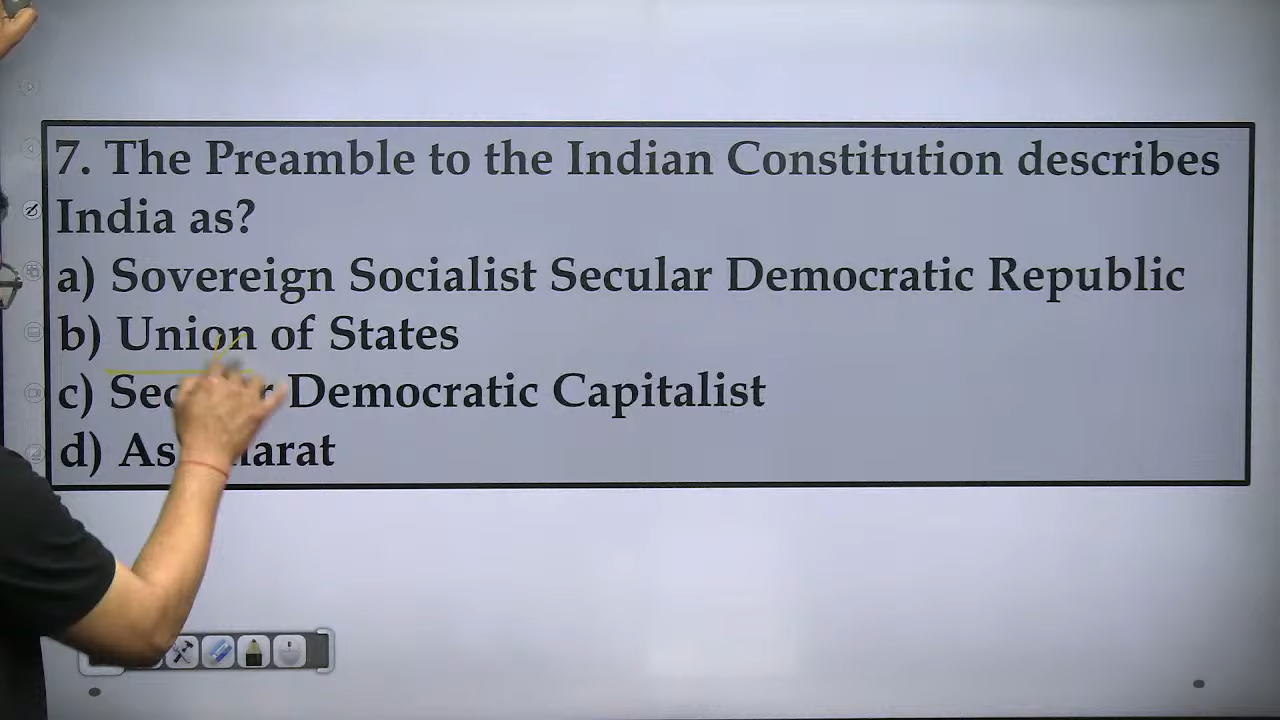 7. The Preamble to the Indian Constitution describes
India as?
a) Sovereign Socialist Secular Democratic Republic
b) Union of States
c) Democratic Capitalist
d) As